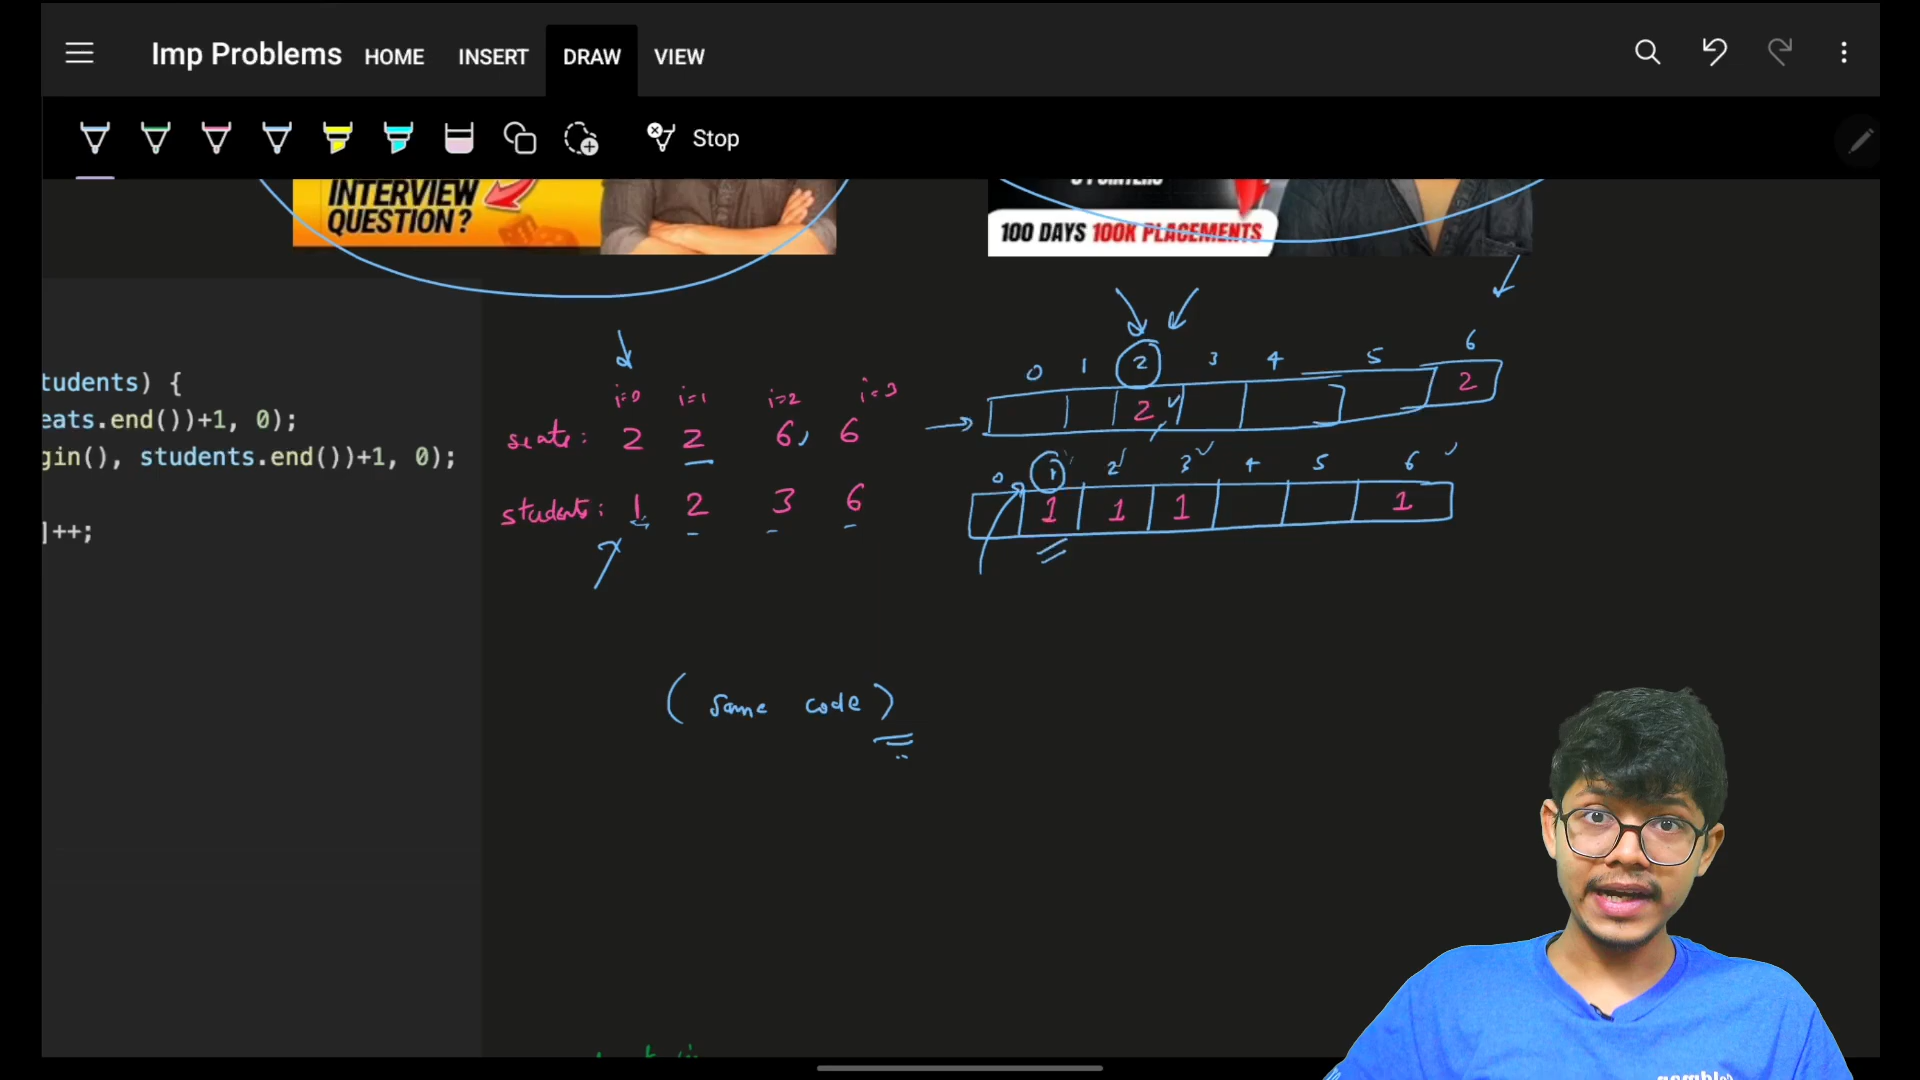 Imp Problems HOME INSERT DRAW VIEW
Stop
INTERVIEW
QUESTION?
100 DAYS 100K PLACEMENTS
tudents) {
eats.end())+1, 0);
gin(), students.end())+1, 0);
]++;
i=0 i=1 i=2 i=3
seats: 2 2 6, 6
students: 1 2 3 6
0 1 2 3 4 5 6
2 2
0 1 2 3 4 5 6
1 1 1 1
(same code)